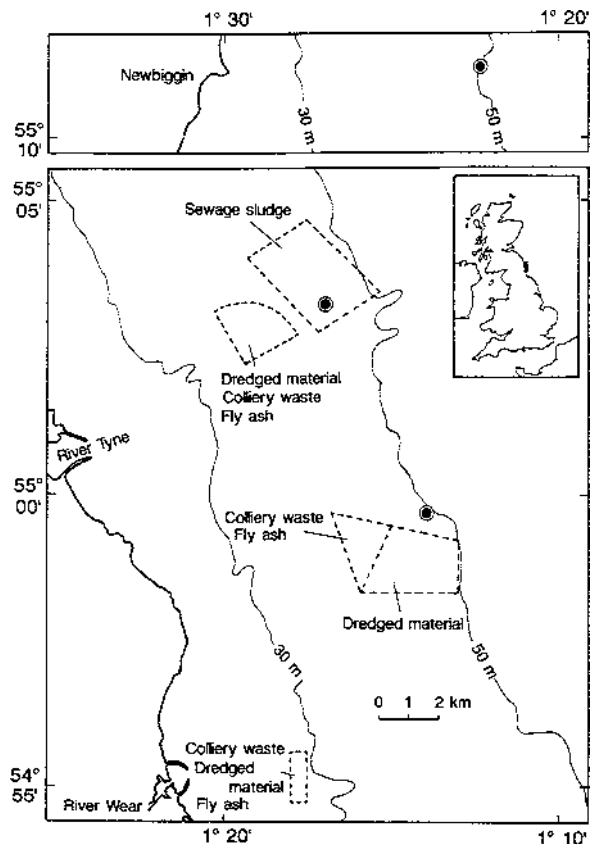 1° 30'
1° 20'
Newbiggin
30 m
50 m
55°
10'
55°
05'
Sewage sludge
Dredged material
Colliery waste
Fly ash
River Tyne
55°
00'
Colliery waste
Fly ash
Dredged material
30 m
50 m
0 1 2 km
54°
55'
Colliery waste
Dredged
material
Fly ash
River Wear
1° 20'
1° 10'